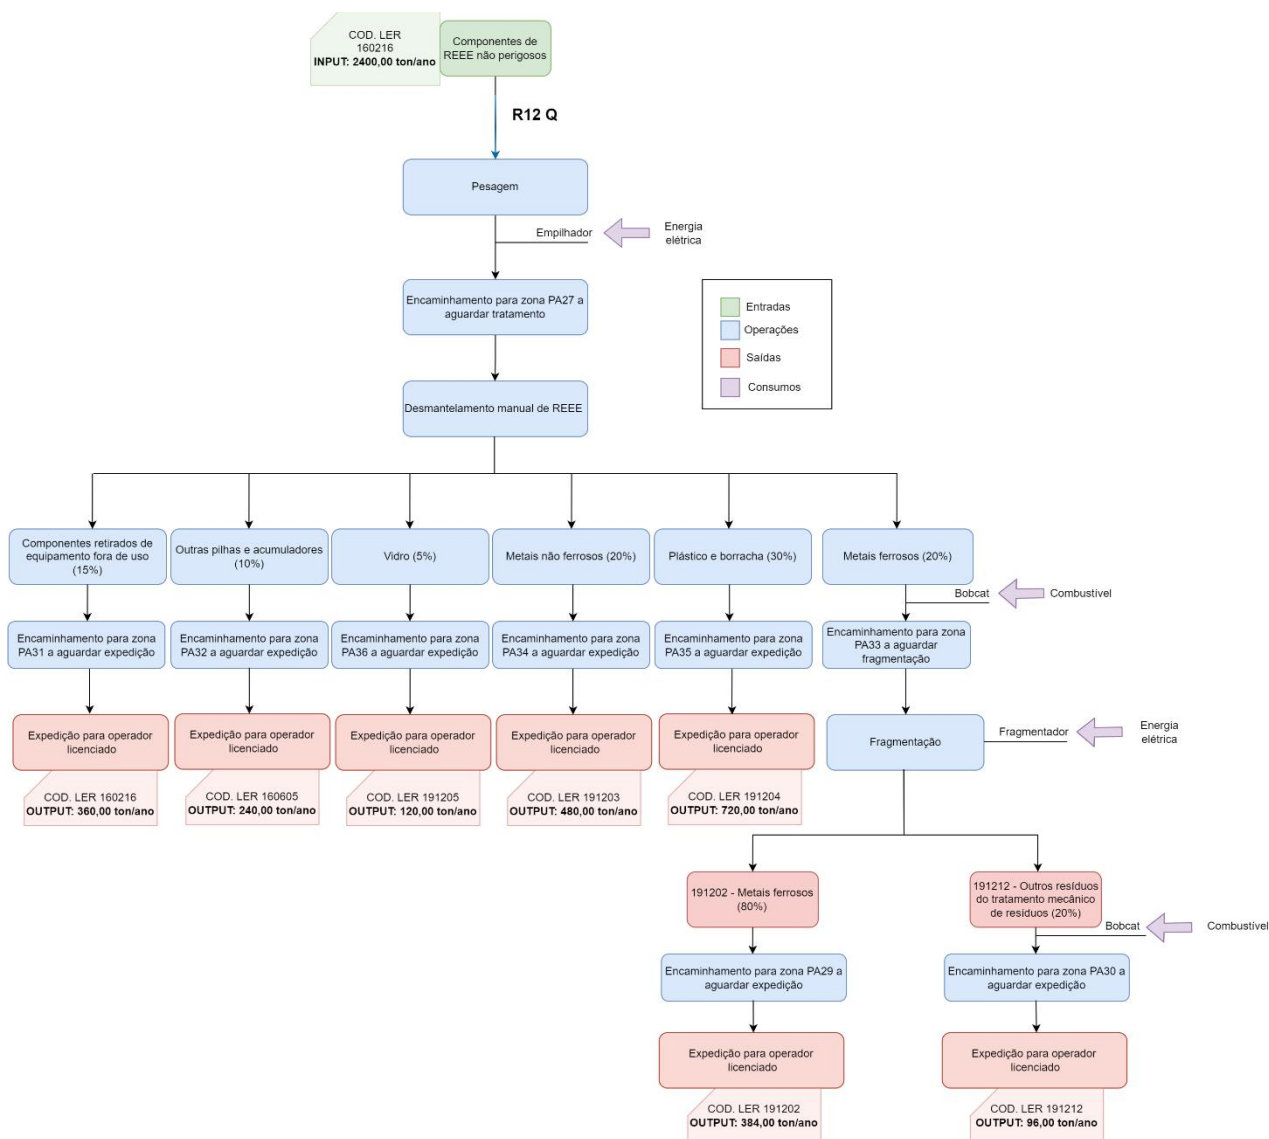 COD. LER
160216
INPUT: 2400,00 ton/ano
Componentes de
REEE não perigosos
R12 Q
Pesagem
Empilhador
Energia
elétrica
Encaminhamento para zona PA27 a
aguardar tratamento
Entradas
Operações
Saídas
Consumos
Desmantelamento manual de REEE
Componentes retirados de
equipamento fora de uso
(15%)
Outras pilhas e acumuladores
(10%)
Vidro (5%)
Metais não ferrosos (20%)
Plástico e borracha (30%)
Metais ferrosos (20%)
Bobcat
Combustível
Encaminhamento para zona
PA31 a aguardar expedição
Encaminhamento para zona
PA32 a aguardar expedição
Encaminhamento para zona
PA36 a aguardar expedição
Encaminhamento para zona
PA34 a aguardar expedição
Encaminhamento para zona
PA35 a aguardar expedição
Encaminhamento para zona
PA33 a aguardar
fragmentação
Expedição para operador
licenciado
Expedição para operador
licenciado
Expedição para operador
licenciado
Expedição para operador
licenciado
Expedição para operador
licenciado
Fragmentação
Fragmentador
Energia
elétrica
COD. LER 160216
OUTPUT: 360,00 ton/ano
COD. LER 160605
OUTPUT: 240,00 ton/ano
COD. LER 191205
OUTPUT: 120,00 ton/ano
COD. LER 191203
OUTPUT: 480,00 ton/ano
COD. LER 191204
OUTPUT: 720,00 ton/ano
191202 - Metais ferrosos
(80%)
191212 - Outros resíduos
do tratamento mecânico
de resíduos (20%)
Bobcat
Combustível
Encaminhamento para zona PA29 a
aguardar expedição
Encaminhamento para zona PA30 a
aguardar expedição
Expedição para operador
licenciado
Expedição para operador
licenciado
COD. LER 191202
OUTPUT: 384,00 ton/ano
COD. LER 191212
OUTPUT: 96,00 ton/ano